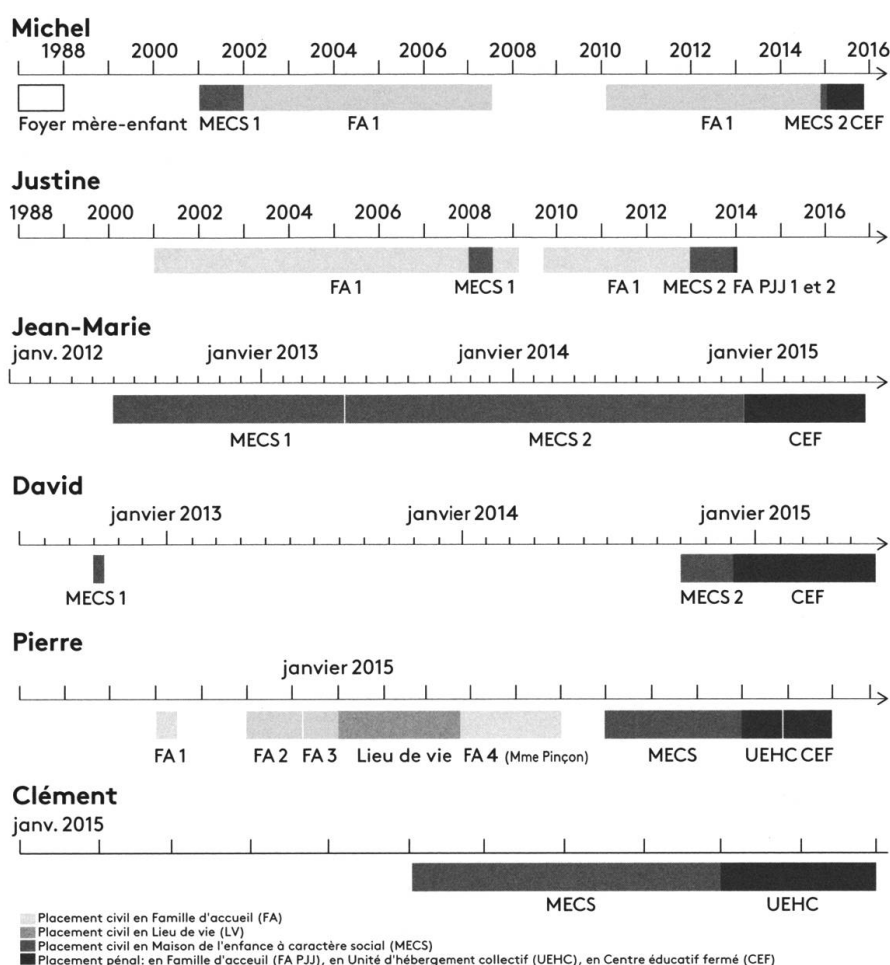 Michel
1988 2000 2002 2004 2006 2008 2010 2012 2014 2016
Foyer mère-enfant MECS 1 FA 1 FA 1 MECS 2 CEF
Justine
1988 2000 2002 2004 2006 2008 2010 2012 2014 2016
FA 1 MECS 1 FA 1 MECS 2 FA PJJ 1 et 2
Jean-Marie
janv. 2012 janvier 2013 janvier 2014 janvier 2015
MECS 1 MECS 2 CEF
David
janvier 2013 janvier 2014 janvier 2015
MECS 1 MECS 2 CEF
Pierre
janvier 2015
FA 1 FA 2 FA 3 Lieu de vie FA 4 (Mme Pinçon) MECS UEHC CEF
Clément
janv. 2015
MECS UEHC
Placement civil en Famille d'accueil (FA)
Placement civil en Lieu de vie (LV)
Placement civil en Maison de l'enfance à caractère social (MECS)
Placement pénal: en Famille d'acceuil (FA PJJ), en Unité d'hébergement collectif (UEHC), en Centre éducatif fermé (CEF)